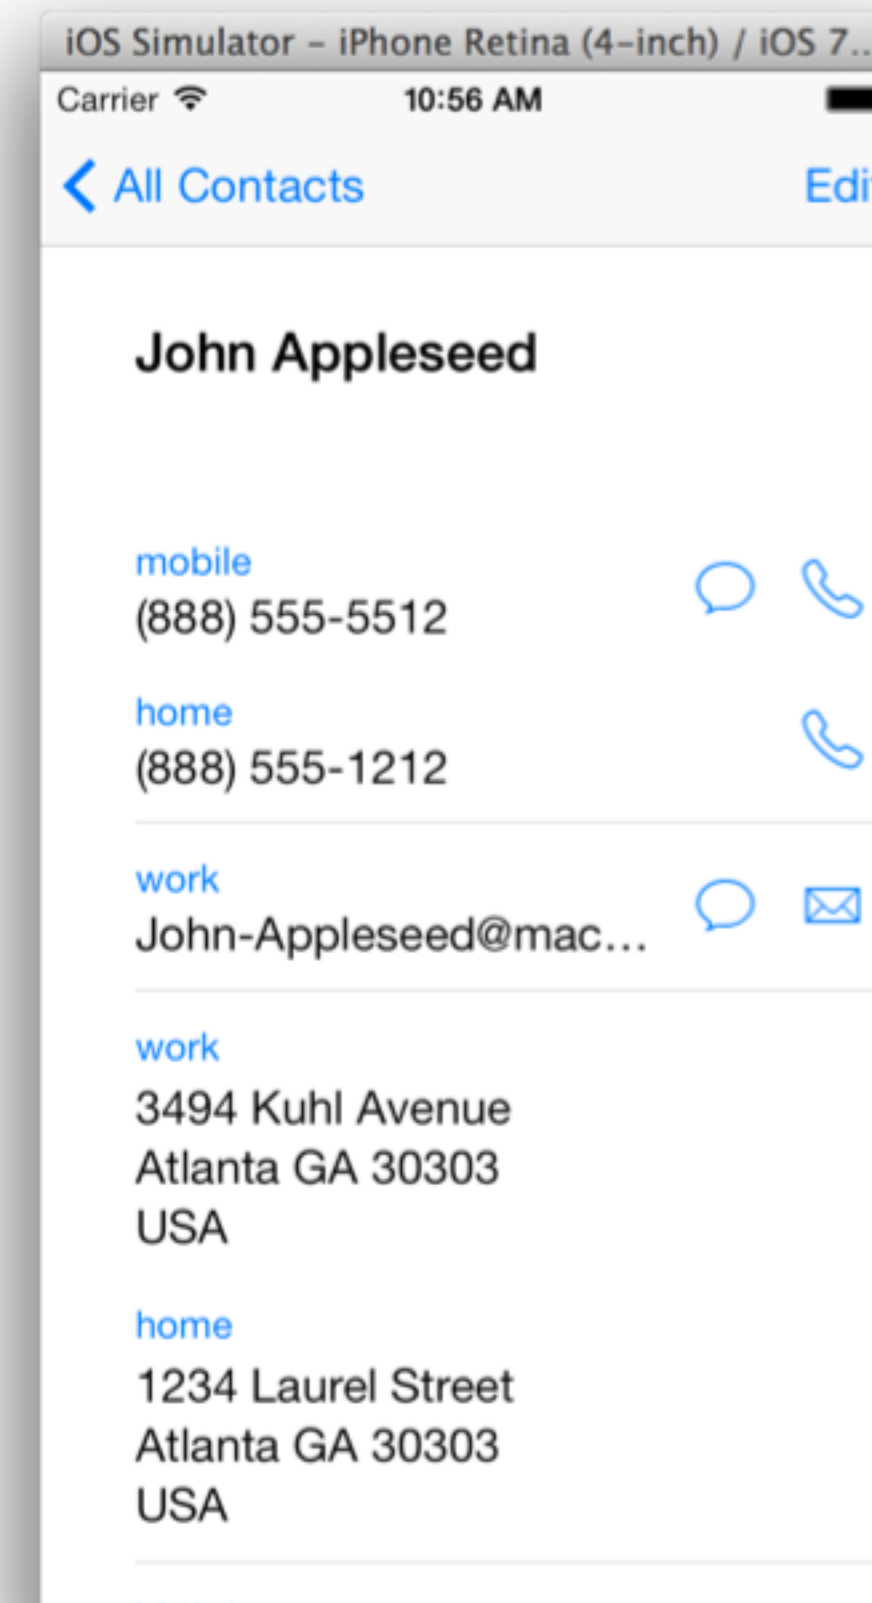 iOS Simulator – iPhone Retina (4-inch) / iOS 7...
Carrier 10:56 AM
All Contacts Edit
John Appleseed
mobile
(888) 555-5512
home
(888) 555-1212
work
John-Appleseed@mac...
work
3494 Kuhl Avenue
Atlanta GA 30303
USA
home
1234 Laurel Street
Atlanta GA 30303
USA